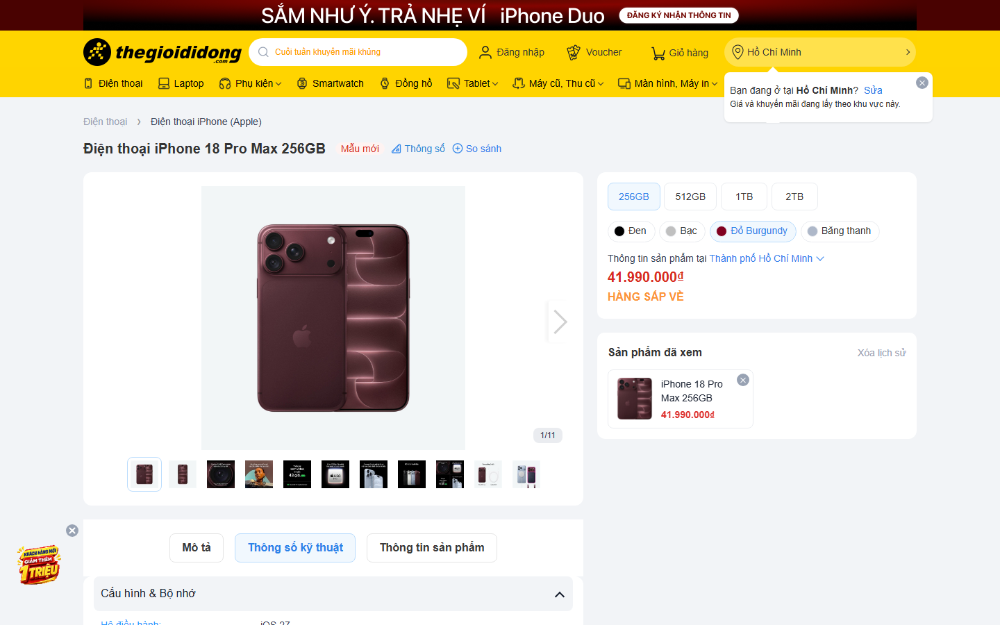 SẮM NHƯ Ý. TRẢ NHẸ VÍ iPhone Duo ĐĂNG KÝ NHẬN THÔNG TIN
thegioididong
.com
Cuối tuần khuyến mãi khủng
Đăng nhập
Voucher
Giỏ hàng
Hồ Chí Minh
Điện thoại
Laptop
Phụ kiện
Smartwatch
Đồng hồ
Tablet
Máy cũ, Thu cũ
Màn hình, Máy in
Bạn đang ở tại Hồ Chí Minh? Sửa
Giá và khuyến mãi đang lấy theo khu vực này.
Điện thoại › Điện thoại iPhone (Apple)
Điện thoại iPhone 18 Pro Max 256GB
Mẫu mới
Thông số
So sánh
1/11
256GB
512GB
1TB
2TB
Đen
Bạc
Đỏ Burgundy
Băng thanh
Thông tin sản phẩm tại Thành phố Hồ Chí Minh
41.990.000₫
HÀNG SẮP VỀ
Sản phẩm đã xem
Xóa lịch sử
iPhone 18 Pro
Max 256GB
41.990.000₫
KHÁCH HÀNG MỚI
GIẢM THÊM
1 TRIỆU
Mô tả
Thông số kỹ thuật
Thông tin sản phẩm
Cấu hình & Bộ nhớ
Hệ điều hành:
iOS 27